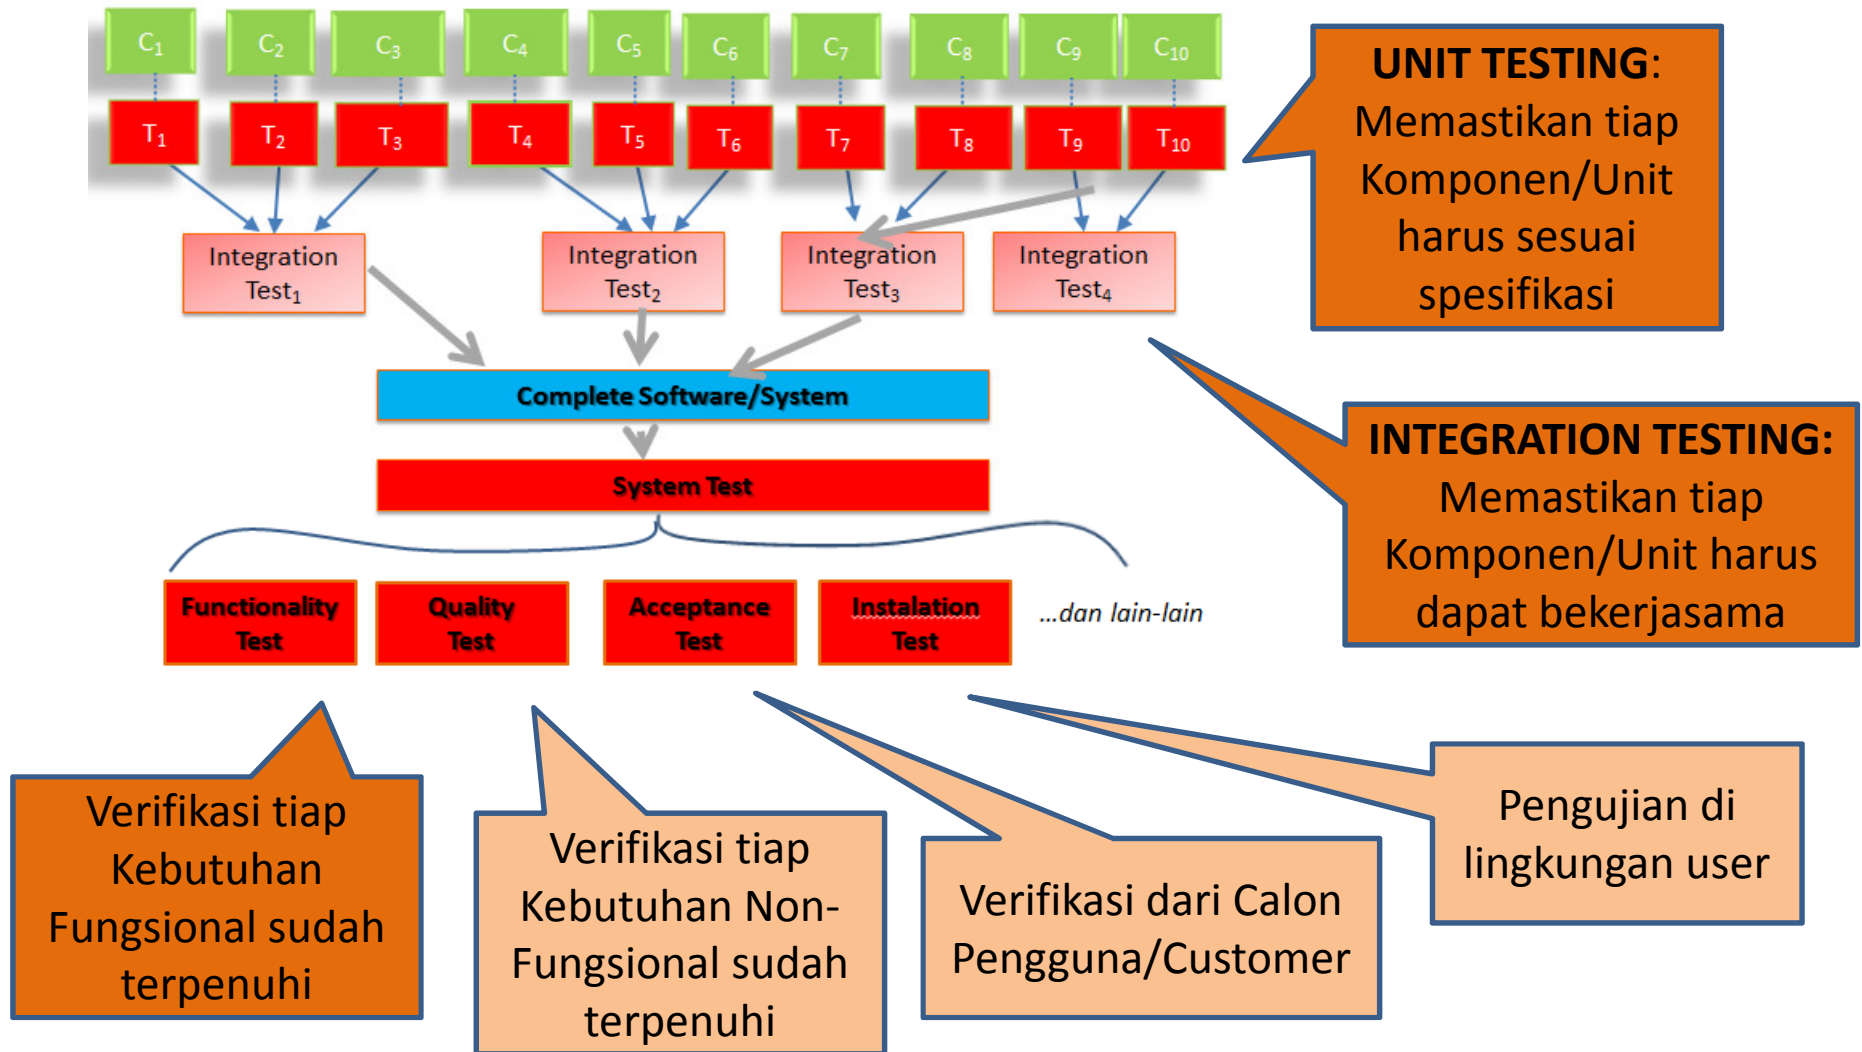 C1 C2 C3 C4 C5 C6 C7 C8 C9 C10
T1 T2 T3 T4 T5 T6 T7 T8 T9 T10
UNIT TESTING:
Memastikan tiap
Komponen/Unit
harus sesuai
spesifikasi
Integration
Test1
Integration
Test2
Integration
Test3
Integration
Test4
Complete Software/System
System Test
INTEGRATION TESTING:
Memastikan tiap
Komponen/Unit harus
dapat bekerjasama
Functionality
Test
Quality
Test
Acceptance
Test
Instalation
Test
...dan lain-lain
Verifikasi tiap
Kebutuhan
Fungsional sudah
terpenuhi
Verifikasi tiap
Kebutuhan Non-
Fungsional sudah
terpenuhi
Verifikasi dari Calon
Pengguna/Customer
Pengujian di
lingkungan user